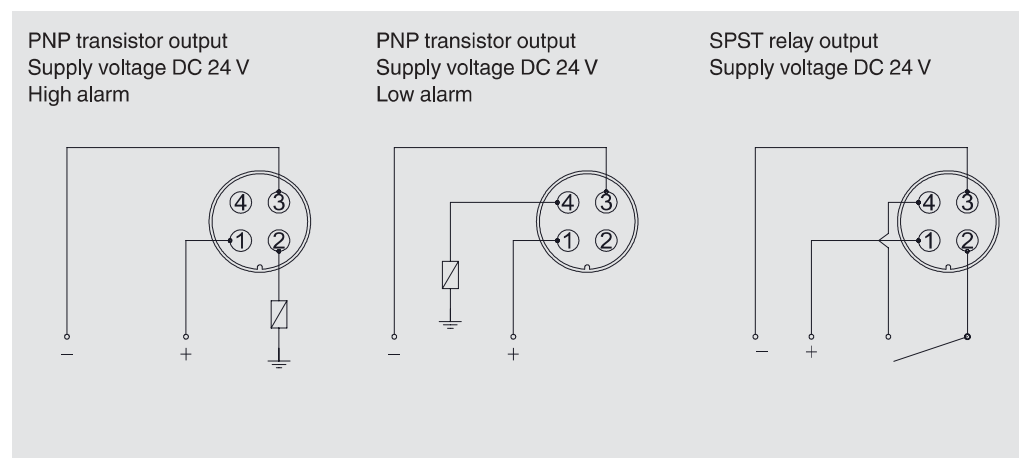 PNP transistor output
Supply voltage DC 24 V
High alarm
4 3
1 2
– +
PNP transistor output
Supply voltage DC 24 V
Low alarm
4 3
1 2
– +
SPST relay output
Supply voltage DC 24 V
4 3
1 2
– +